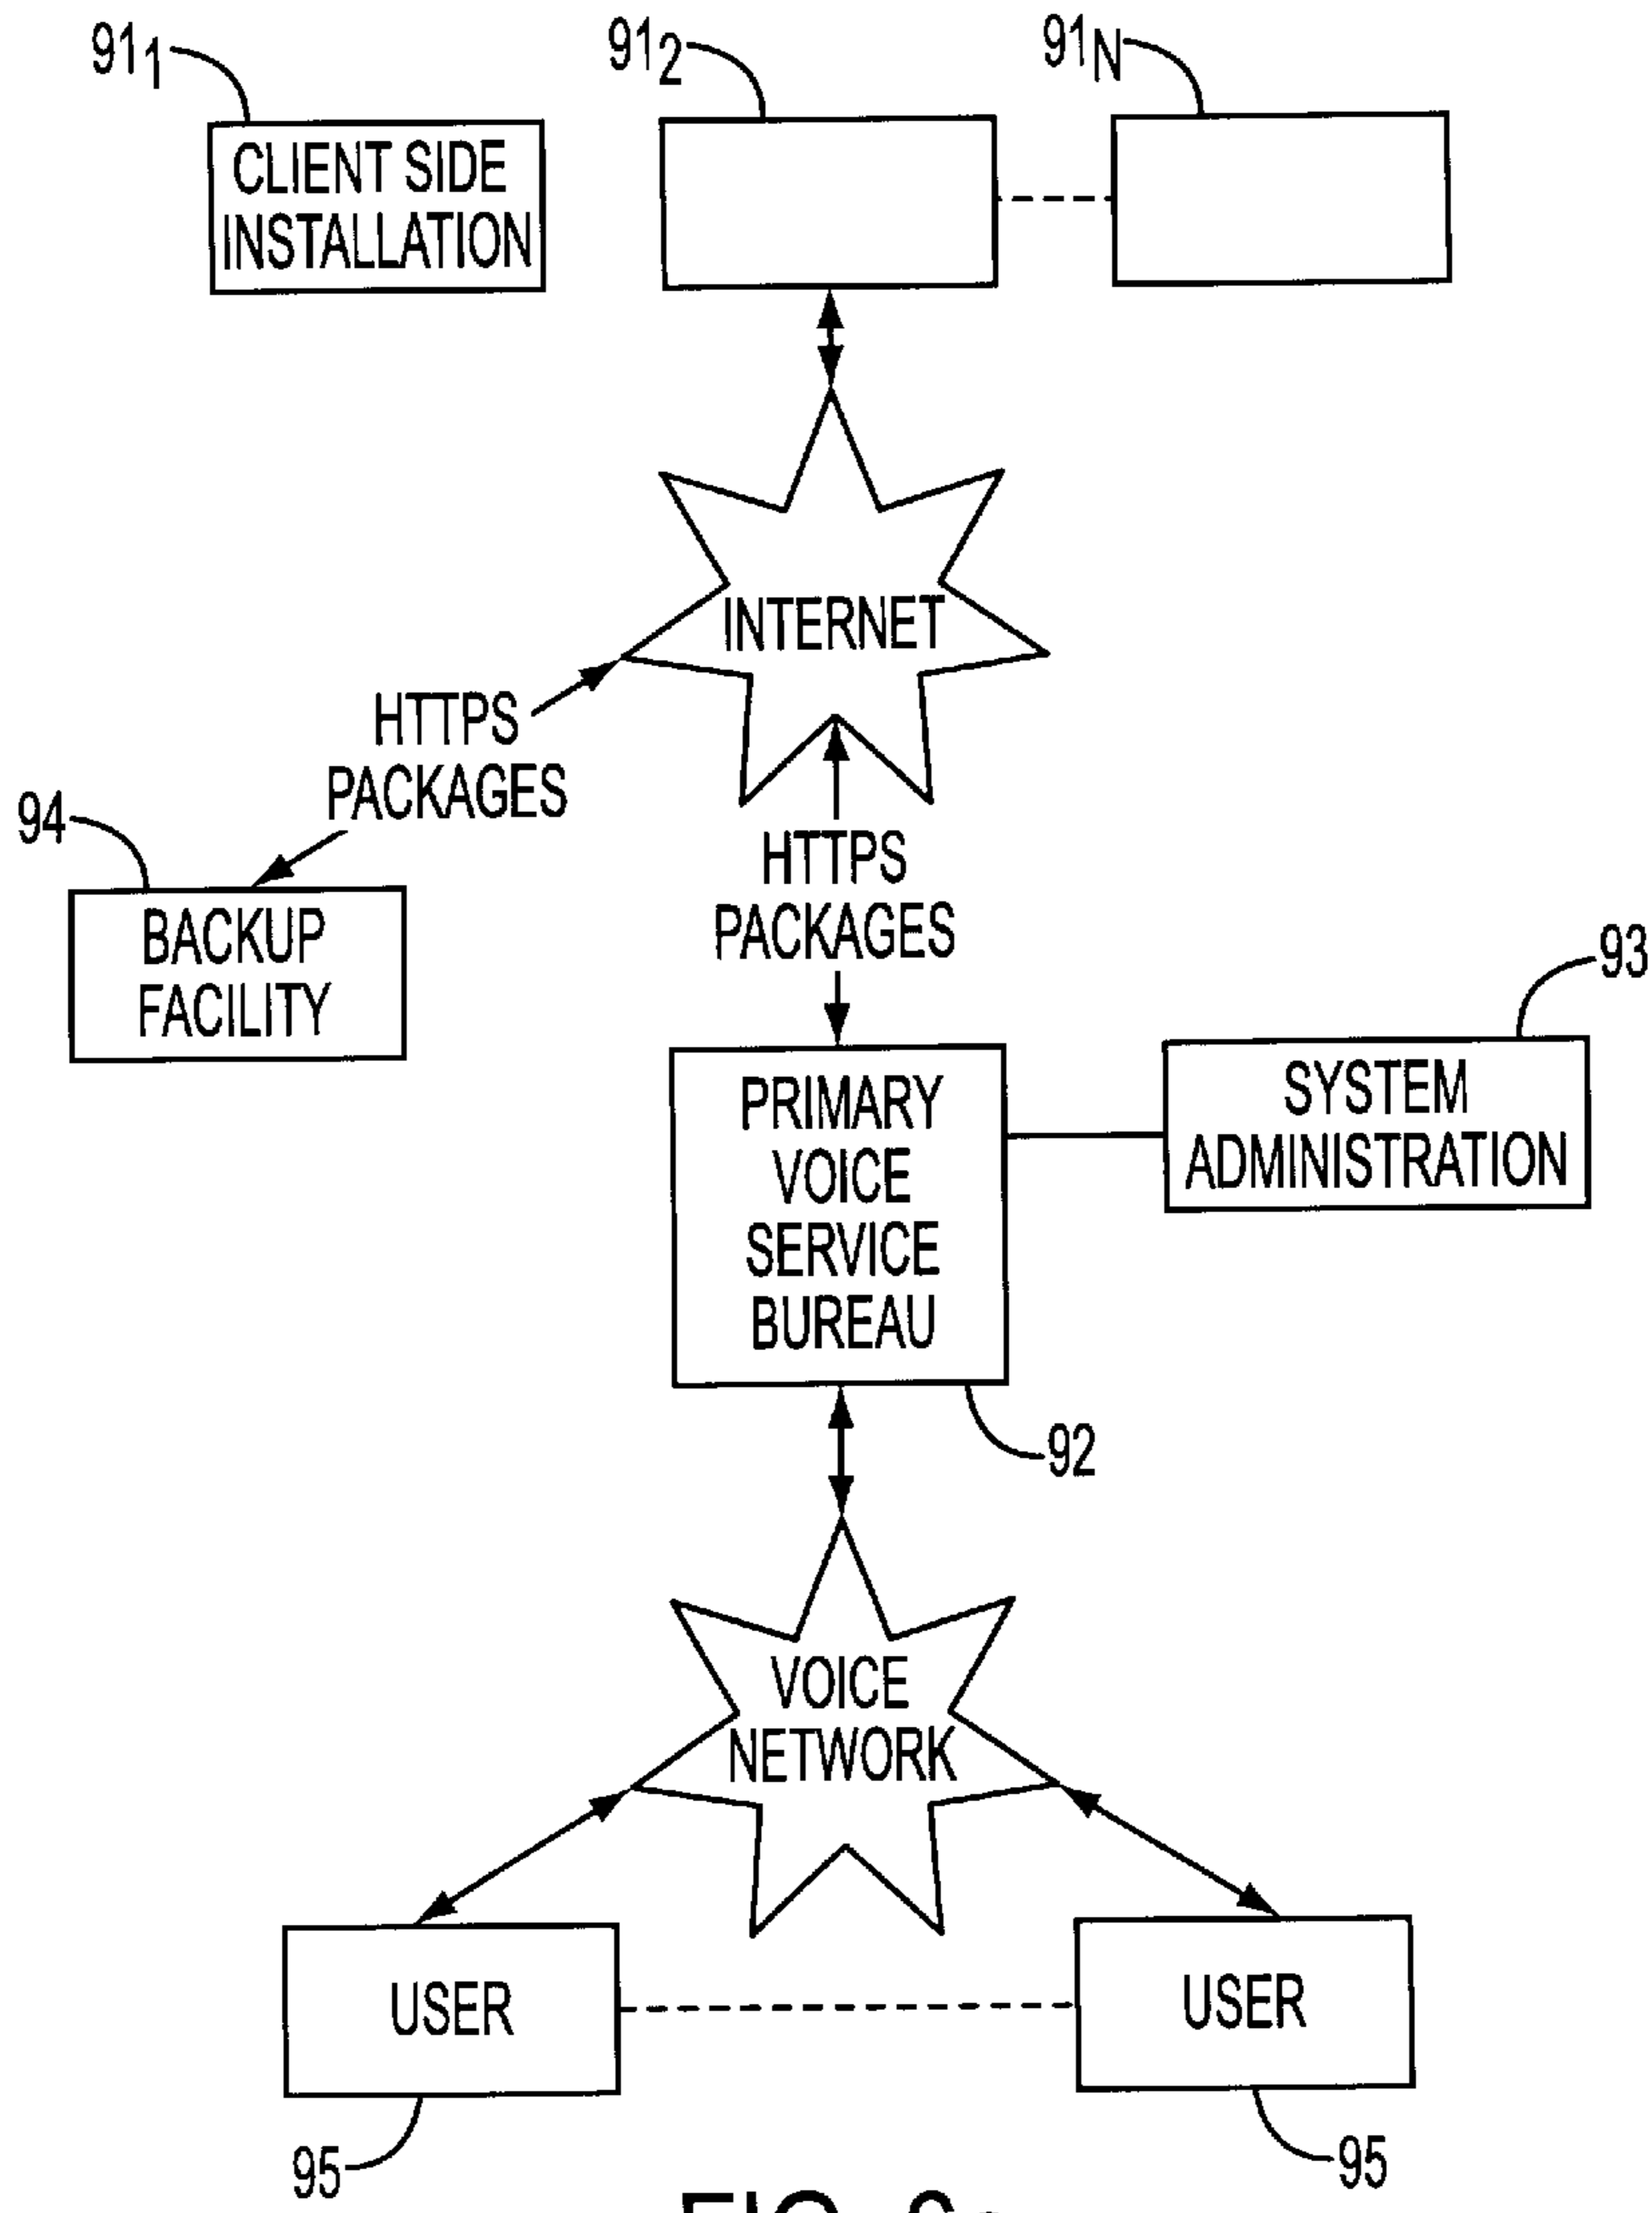 91₁
91₂
91N
CLIENT SIDE
INSTALLATION
INTERNET
HTTPS
PACKAGES
94
HTTPS
PACKAGES
BACKUP
FACILITY
93
PRIMARY
VOICE
SERVICE
BUREAU
SYSTEM
ADMINISTRATION
92
VOICE
NETWORK
USER
USER
95
95